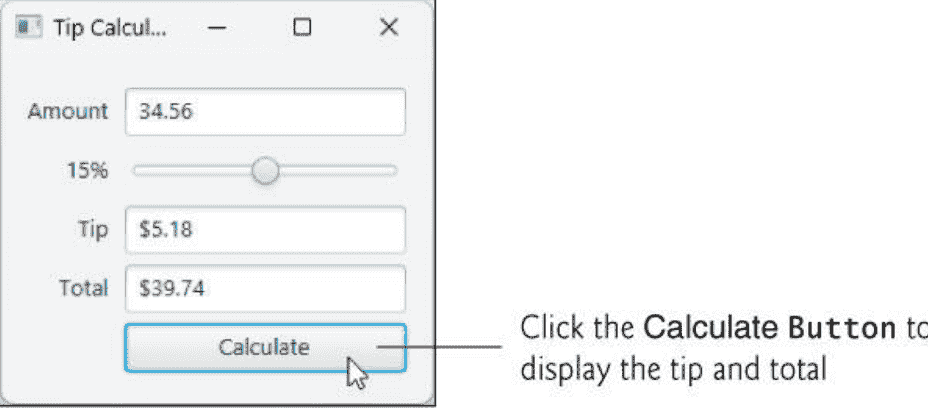 Tip Calcul...
Amount 34.56
15%
Tip $5.18
Total $39.74
Calculate
Click the Calculate Button to
display the tip and total